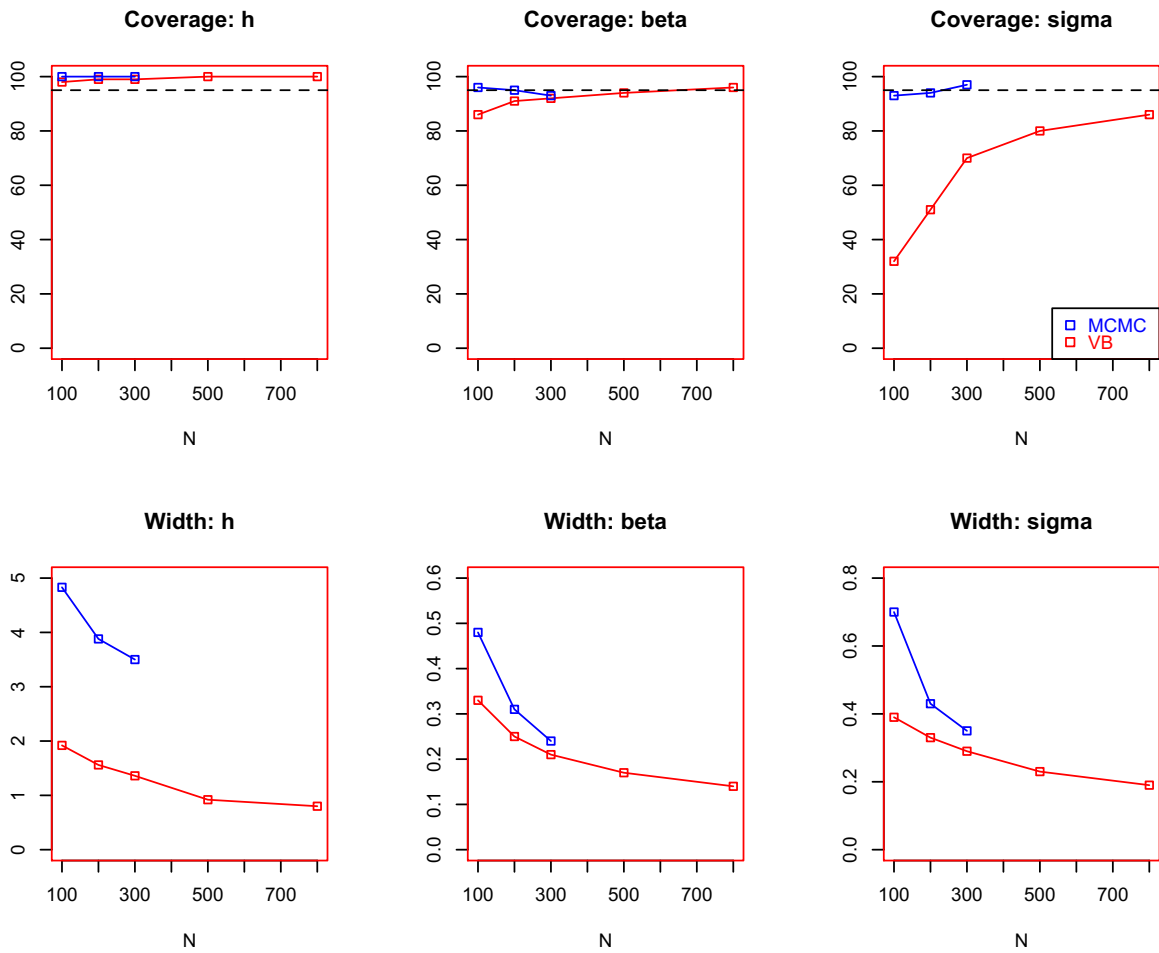 Coverage: h
100
80
60
40
20
0
100 300 500 700
N
Coverage: beta
100
80
60
40
20
0
100 300 500 700
N
Coverage: sigma
100
80
60
40
20
0
MCMC
VB
100 300 500 700
N
Width: h
5
4
3
2
1
0
100 300 500 700
N
Width: beta
0.6
0.5
0.4
0.3
0.2
0.1
0.0
100 300 500 700
N
Width: sigma
0.8
0.6
0.4
0.2
0.0
100 300 500 700
N